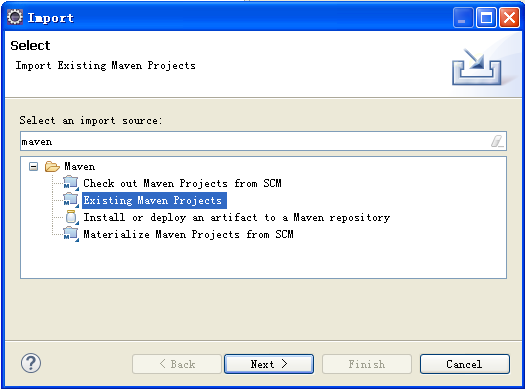 Import
Select
Import Existing Maven Projects
Select an import source:
maven
Maven
Check out Maven Projects from SCM
Existing Maven Projects
Install or deploy an artifact to a Maven repository
Materialize Maven Projects from SCM
? < Back Next > Finish Cancel